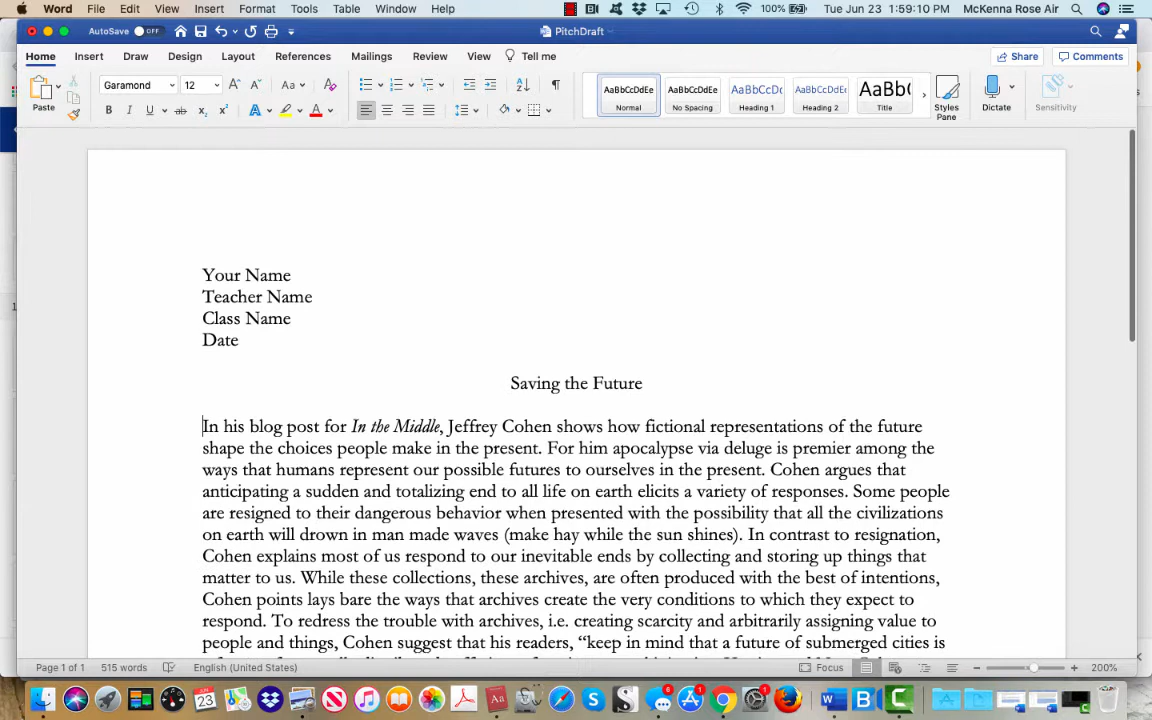 Word File Edit View Insert Format Tools Table Window Help 100% Tue Jun 23 1:59:10 PM McKenna Rose Air
AutoSave OFF PitchDraft
Home Insert Draw Design Layout References Mailings Review View Tell me Share Comments
Garamond 12 Aa
Paste
AaBbCcDdEe AaBbCcDdEe AaBbCcDc AaBbCcDdEe AaBb(
Normal No Spacing Heading 1 Heading 2 Title
Styles Pane Dictate Sensitivity
Your Name
Teacher Name
Class Name
Date
Saving the Future
In his blog post for In the Middle, Jeffrey Cohen shows how fictional representations of the future
shape the choices people make in the present. For him apocalypse via deluge is premier among the
ways that humans represent our possible futures to ourselves in the present. Cohen argues that
anticipating a sudden and totalizing end to all life on earth elicits a variety of responses. Some people
are resigned to their dangerous behavior when presented with the possibility that all the civilizations
on earth will drown in man made waves (make hay while the sun shines). In contrast to resignation,
Cohen explains most of us respond to our inevitable ends by collecting and storing up things that
matter to us. While these collections, these archives, are often produced with the best of intentions,
Cohen points lays bare the ways that archives create the very conditions to which they expect to
respond. To redress the trouble with archives, i.e. creating scarcity and arbitrarily assigning value to
people and things, Cohen suggest that his readers, “keep in mind that a future of submerged cities is
Page 1 of 1 515 words English (United States) Focus 200%